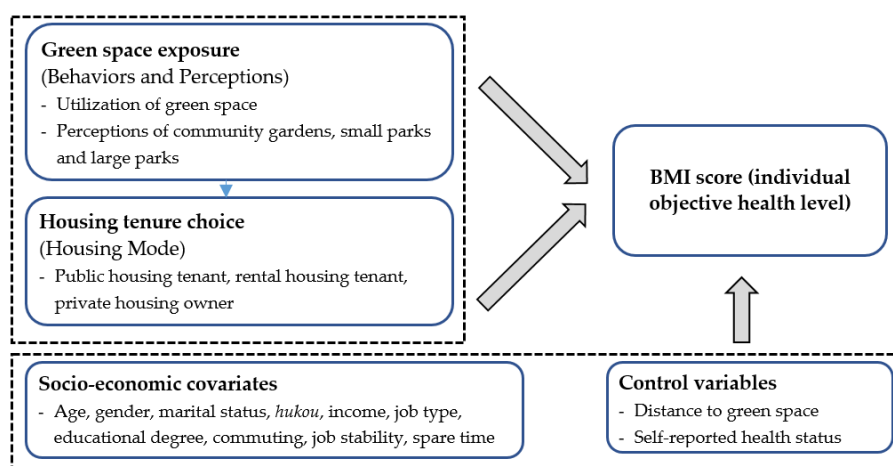 Green space exposure
(Behaviors and Perceptions)
- Utilization of green space
- Perceptions of community gardens, small parks
and large parks
Housing tenure choice
(Housing Mode)
- Public housing tenant, rental housing tenant,
private housing owner
BMI score (individual
objective health level)
Socio-economic covariates
- Age, gender, marital status, hukou, income, job type,
educational degree, commuting, job stability, spare time
Control variables
- Distance to green space
- Self-reported health status